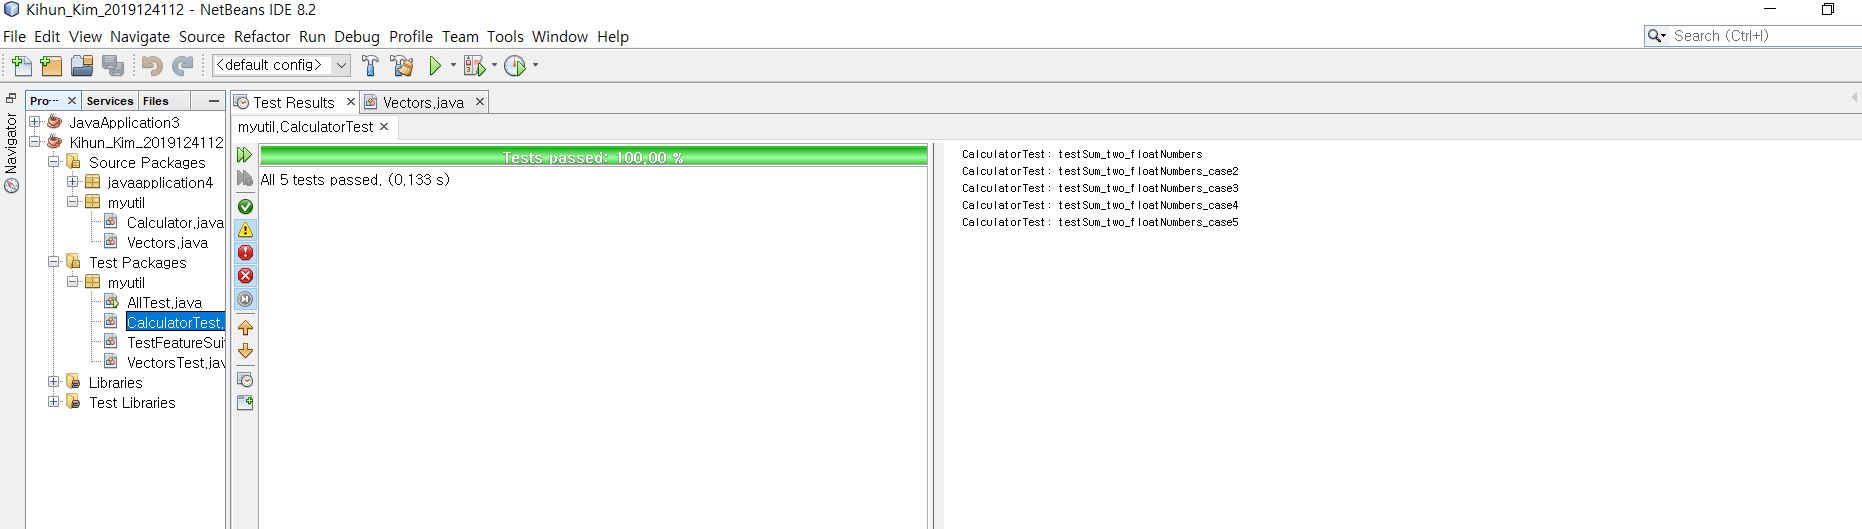 Kihun_Kim_2019124112 - NetBeans IDE 8.2
File Edit View Navigate Source Refactor Run Debug Profile Team Tools Window Help
Search (Ctrl+I)
<default config>
Navigator
Pro... Services Files
JavaApplication3
Kihun_Kim_2019124112
Source Packages
javaapplication4
myutil
Calculator.java
Vectors.java
Test Packages
myutil
AllTest.java
CalculatorTest.
TestFeatureSui
VectorsTest.jav
Libraries
Test Libraries
Test Results Vectors.java
myutil.CalculatorTest
Tests passed: 100.00 %
All 5 tests passed. (0.133 s)
CalculatorTest: testSum_two_floatNumbers
CalculatorTest: testSum_two_floatNumbers_case2
CalculatorTest: testSum_two_floatNumbers_case3
CalculatorTest: testSum_two_floatNumbers_case4
CalculatorTest: testSum_two_floatNumbers_case5